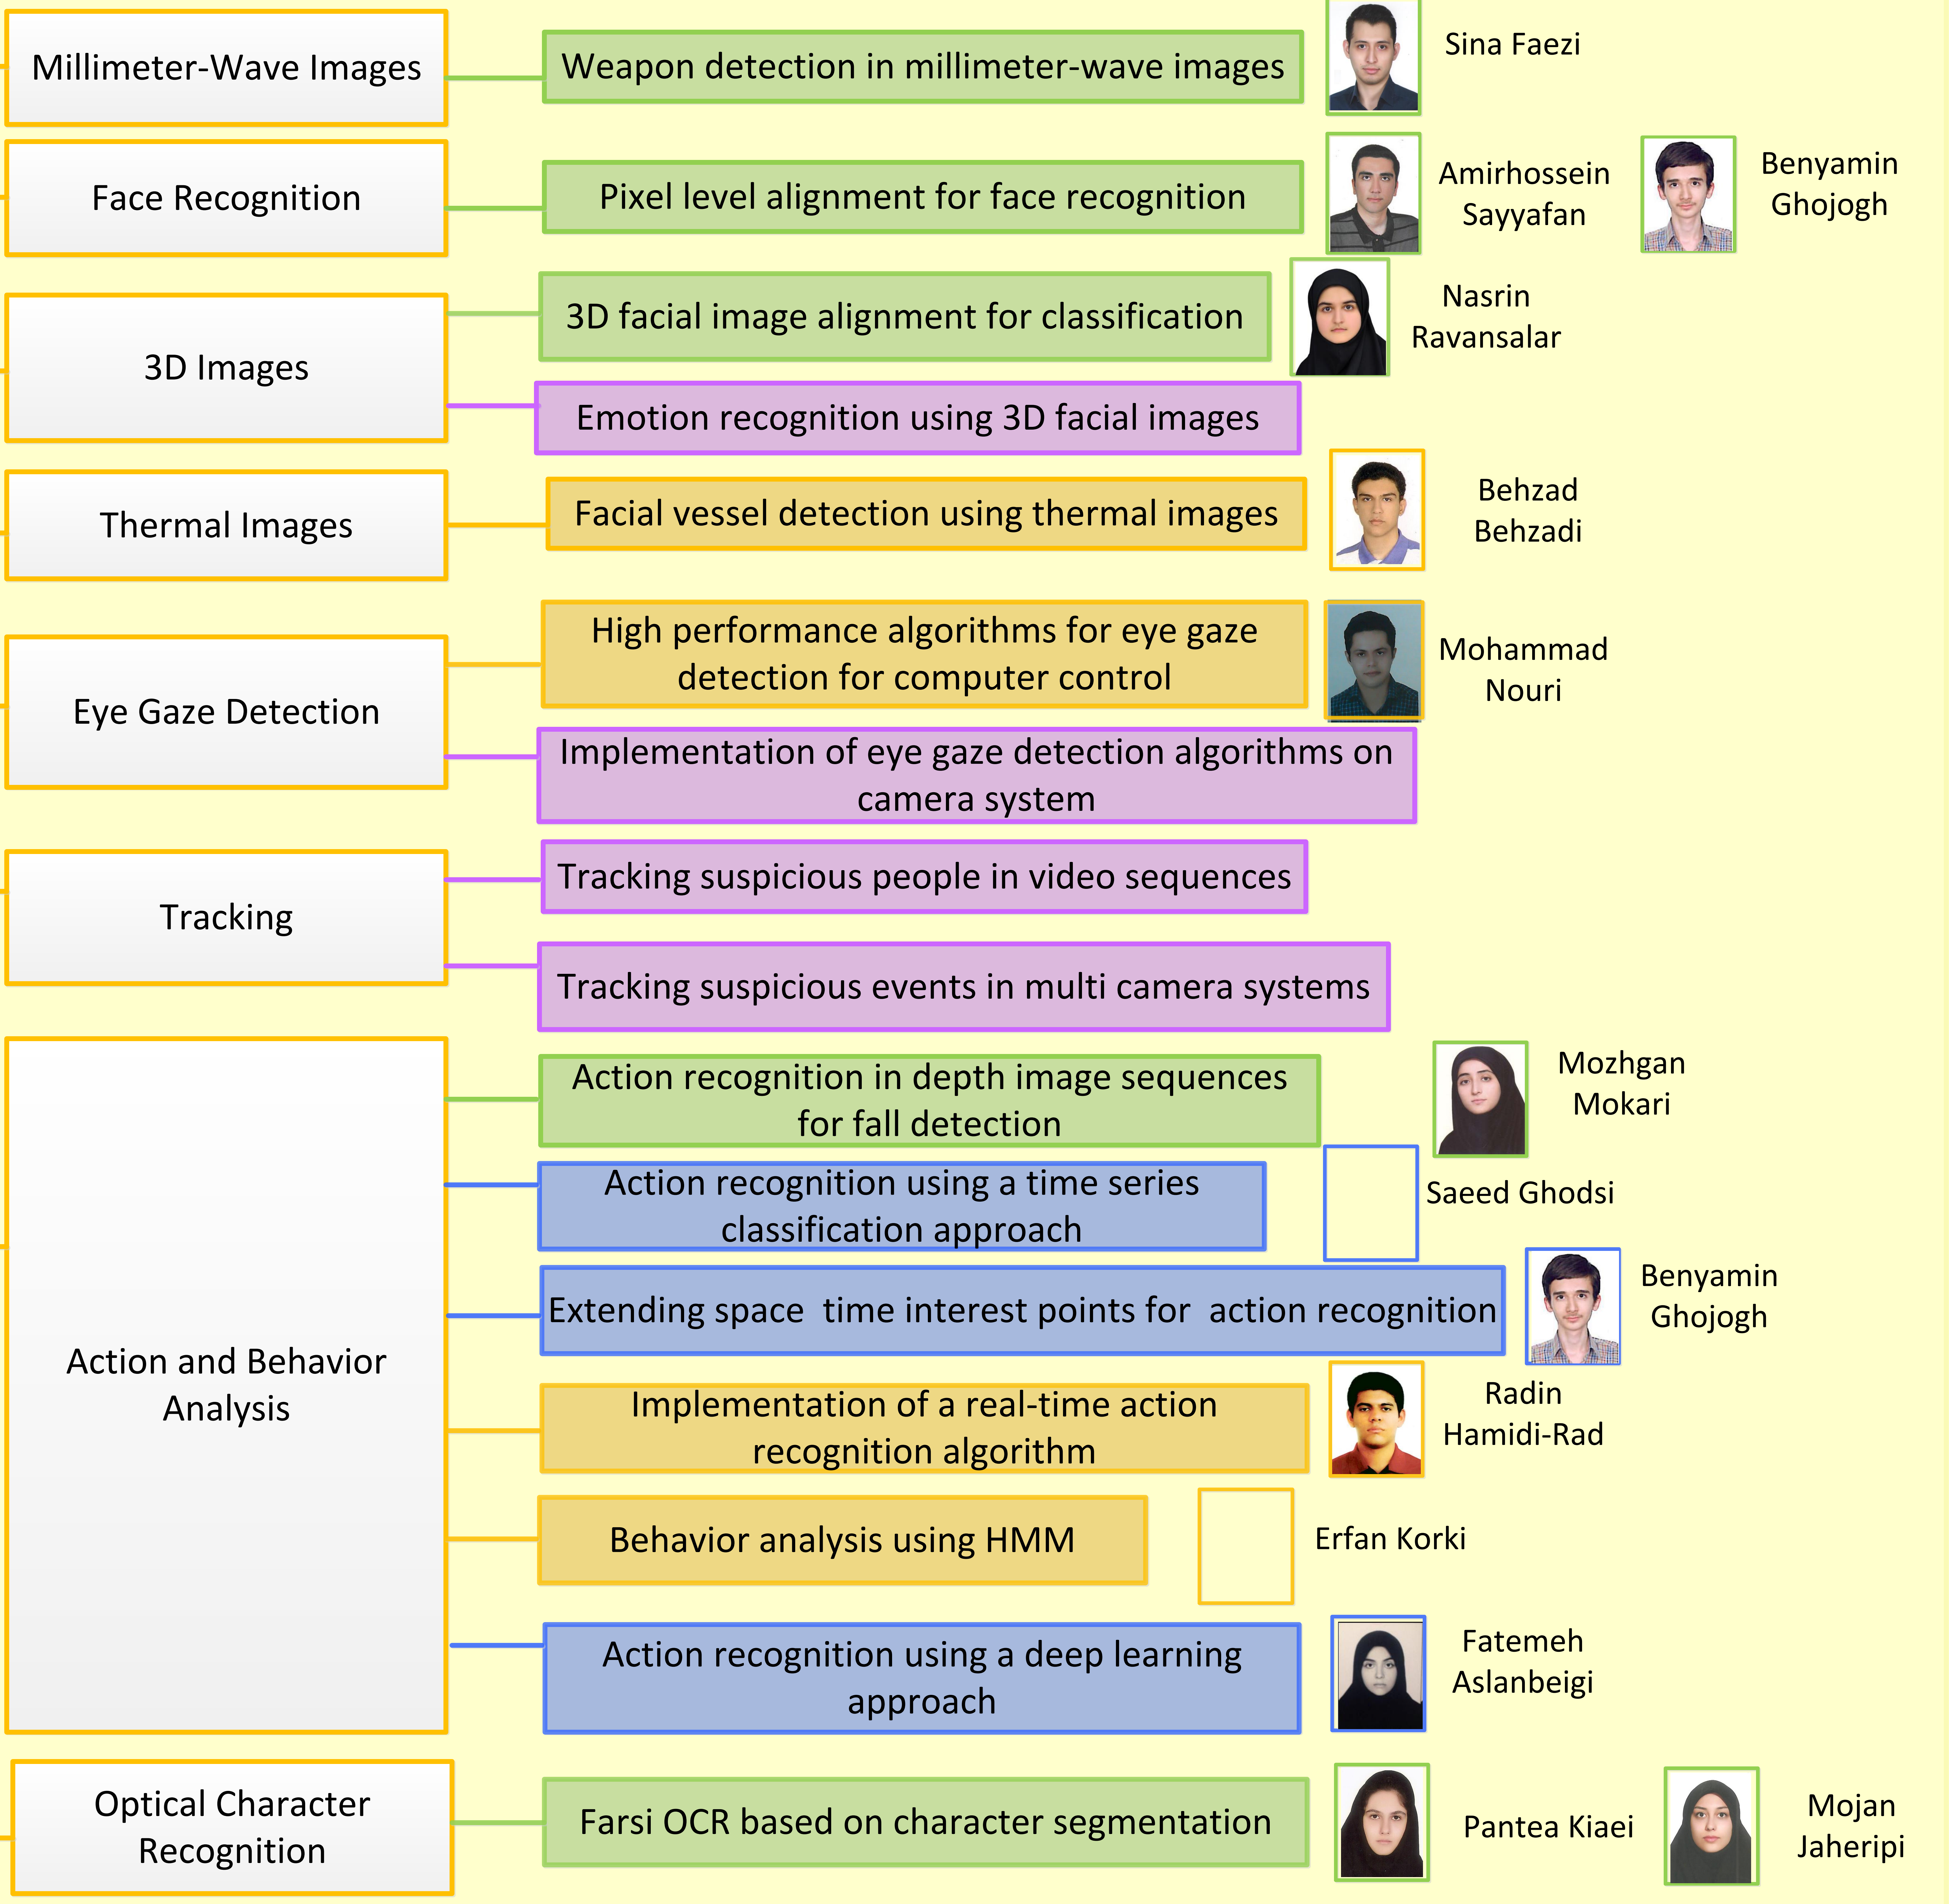 Millimeter-Wave Images
Weapon detection in millimeter-wave images
Sina Faezi
Face Recognition
Pixel level alignment for face recognition
Amirhossein
Sayyafan
Benyamin
Ghojogh
3D Images
3D facial image alignment for classification
Nasrin
Ravansalar
Emotion recognition using 3D facial images
Thermal Images
Facial vessel detection using thermal images
Behzad
Behzadi
Eye Gaze Detection
High performance algorithms for eye gaze
detection for computer control
Mohammad
Nouri
Implementation of eye gaze detection algorithms on
camera system
Tracking
Tracking suspicious people in video sequences
Tracking suspicious events in multi camera systems
Action and Behavior
Analysis
Action recognition in depth image sequences
for fall detection
Mozhgan
Mokari
Action recognition using a time series
classification approach
Saeed Ghodsi
Extending space  time interest points for  action recognition
Benyamin
Ghojogh
Implementation of a real-time action
recognition algorithm
Radin
Hamidi-Rad
Behavior analysis using HMM
Erfan Korki
Action recognition using a deep learning
approach
Fatemeh
Aslanbeigi
Optical Character
Recognition
Farsi OCR based on character segmentation
Pantea Kiaei
Mojan
Jaheripi